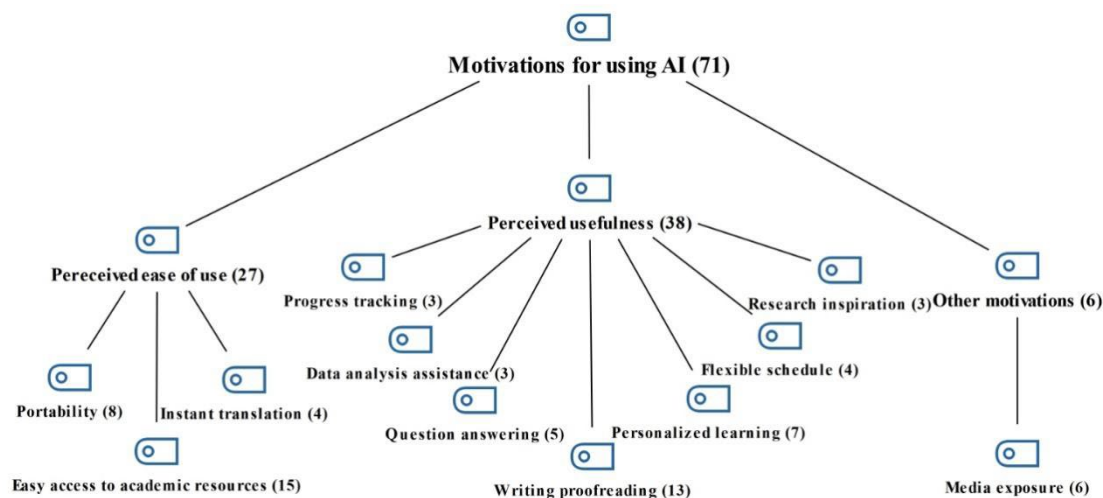 Motivations for using AI (71)
Perceived usefulness (38)
Pereceived ease of use (27)
Progress tracking (3)
Research inspiration (3)
Other motivations (6)
Data analysis assistance (3)
Flexible schedule (4)
Portability (8)
Instant translation (4)
Question answering (5)
Personalized learning (7)
Easy access to academic resources (15)
Writing proofreading (13)
Media exposure (6)